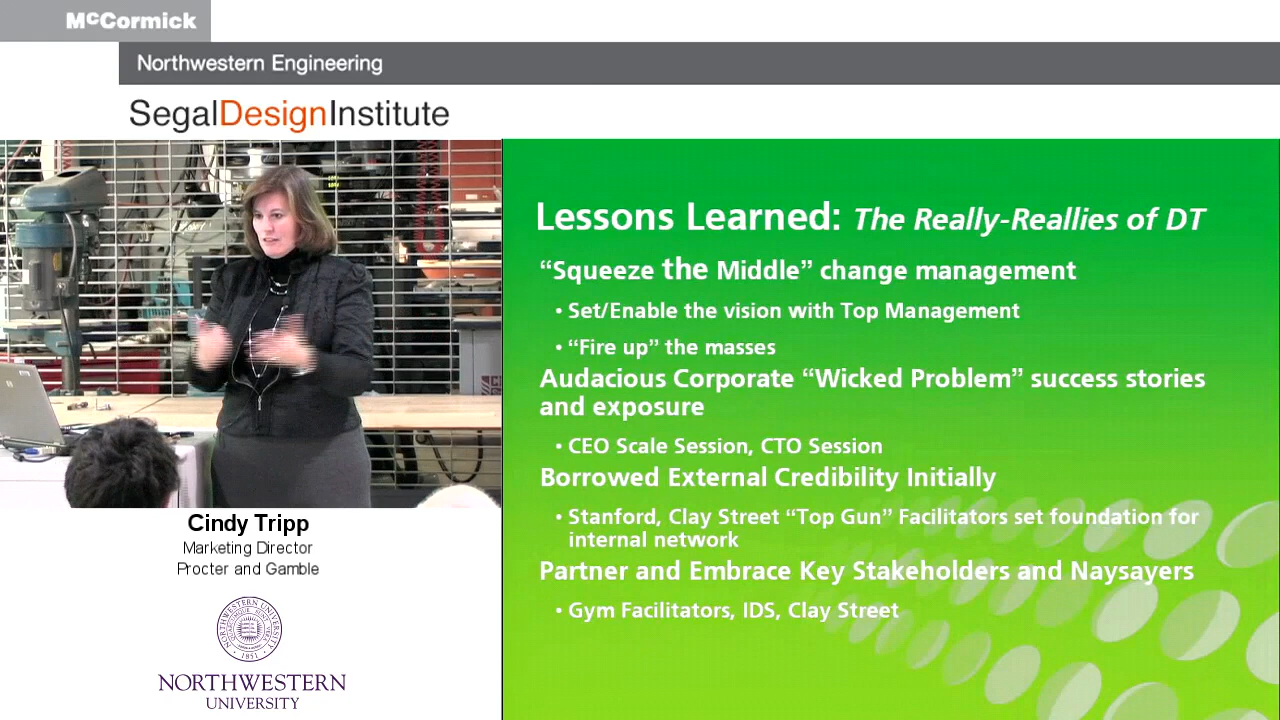 McCormick
Northwestern Engineering
SegalDesignInstitute
Lessons Learned: The Really-Reallies of DT
“Squeeze the Middle” change management
• Set/Enable the vision with Top Management
• “Fire up” the masses
Audacious Corporate “Wicked Problem” success stories
and exposure
• CEO Scale Session, CTO Session
Borrowed External Credibility Initially
• Stanford, Clay Street “Top Gun” Facilitators set foundation for
internal network
Partner and Embrace Key Stakeholders and Naysayers
• Gym Facilitators, IDS, Clay Street
Cindy Tripp
Marketing Director
Procter and Gamble
NORTHWESTERN
UNIVERSITY
1851
NORTHWESTERN
UNIVERSITY